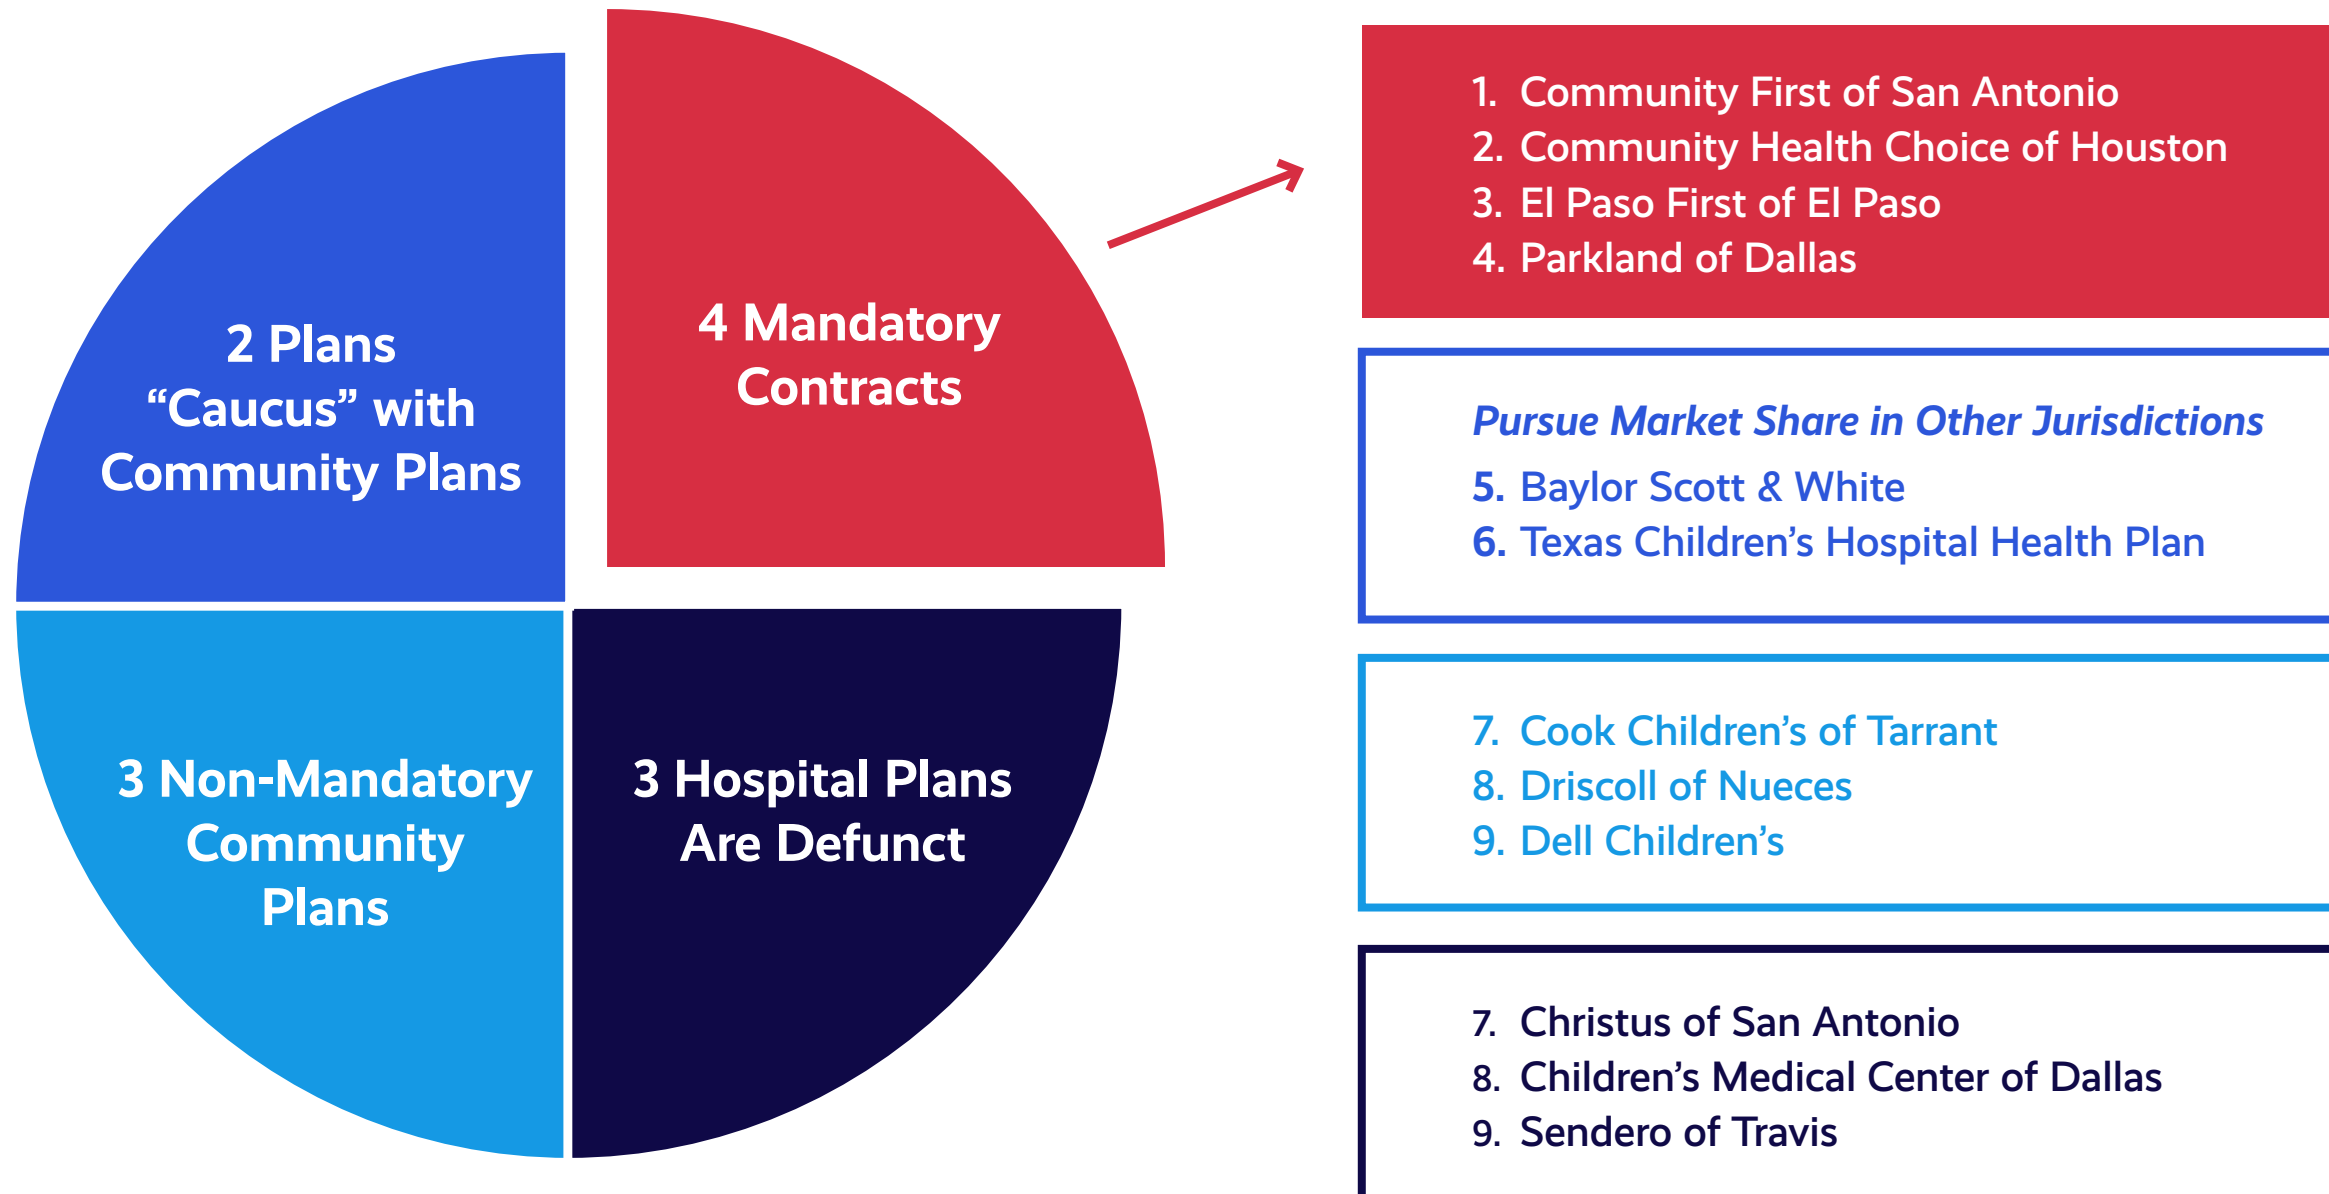 2 Plans
“Caucus” with
Community Plans
4 Mandatory
Contracts
3 Non-Mandatory
Community
Plans
3 Hospital Plans
Are Defunct
1. Community First of San Antonio
2. Community Health Choice of Houston
3. El Paso First of El Paso
4. Parkland of Dallas
Pursue Market Share in Other Jurisdictions
5. Baylor Scott & White
6. Texas Children’s Hospital Health Plan
7. Cook Children’s of Tarrant
8. Driscoll of Nueces
9. Dell Children’s
7. Christus of San Antonio
8. Children’s Medical Center of Dallas
9. Sendero of Travis